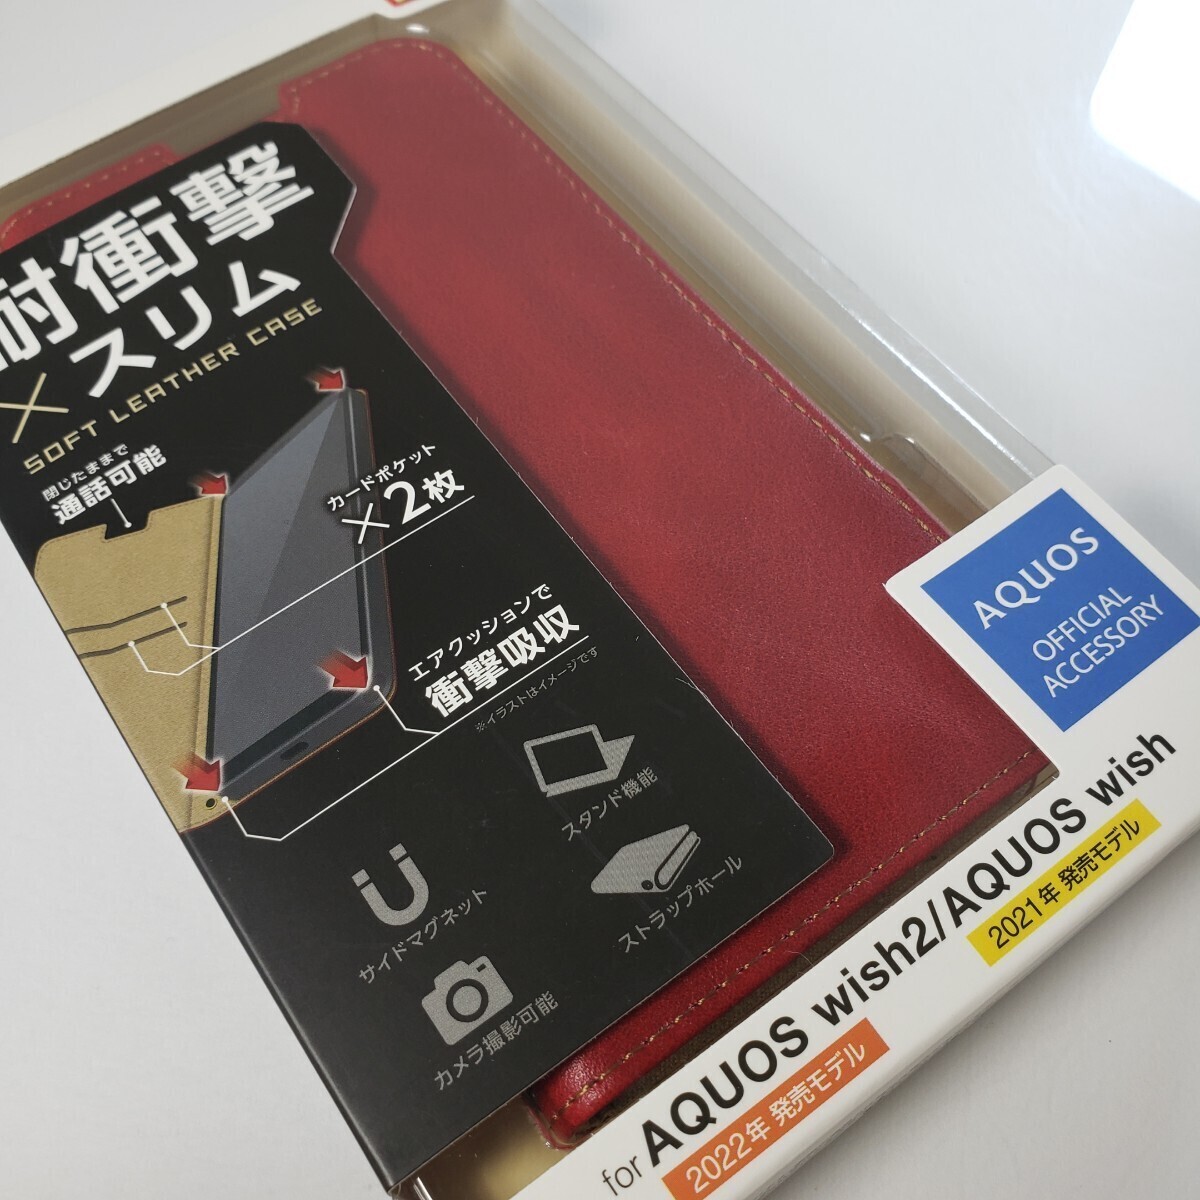 耐衝撃
×スリム
SOFT LEATHER CASE
閉じたままで
通話可能
カードポケット
×2枚
エアクッションで
衝撃吸収
※イラストはイメージです
サイドマグネット
スタンド機能
カメラ撮影可能
ストラップホール
AQUOS
OFFICIAL
ACCESSORY
for AQUOS wish2/AQUOS wish
2022年 発売モデル
2021年 発売モデル